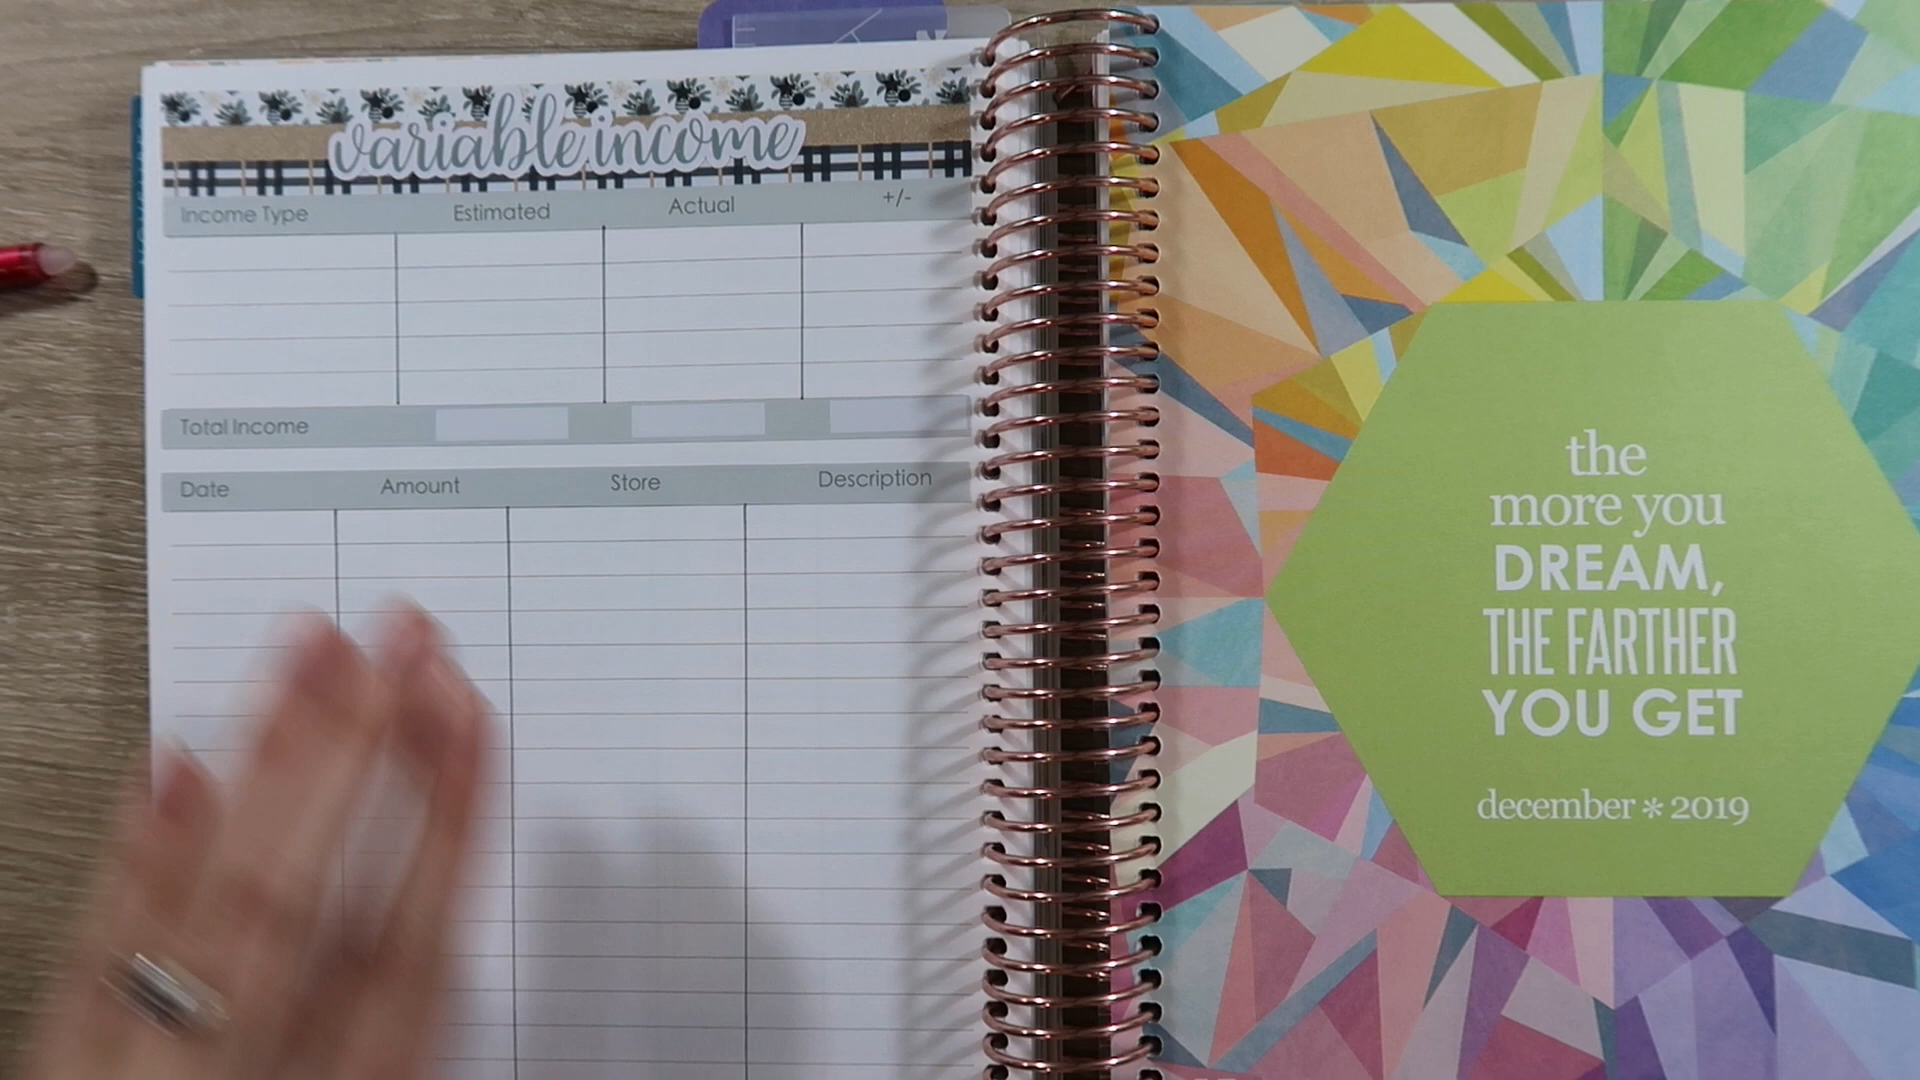 variable income
Income Type Estimated Actual +/-
Total Income
Date Amount Store Description
the
more you
DREAM,
THE FARTHER
YOU GET
december * 2019